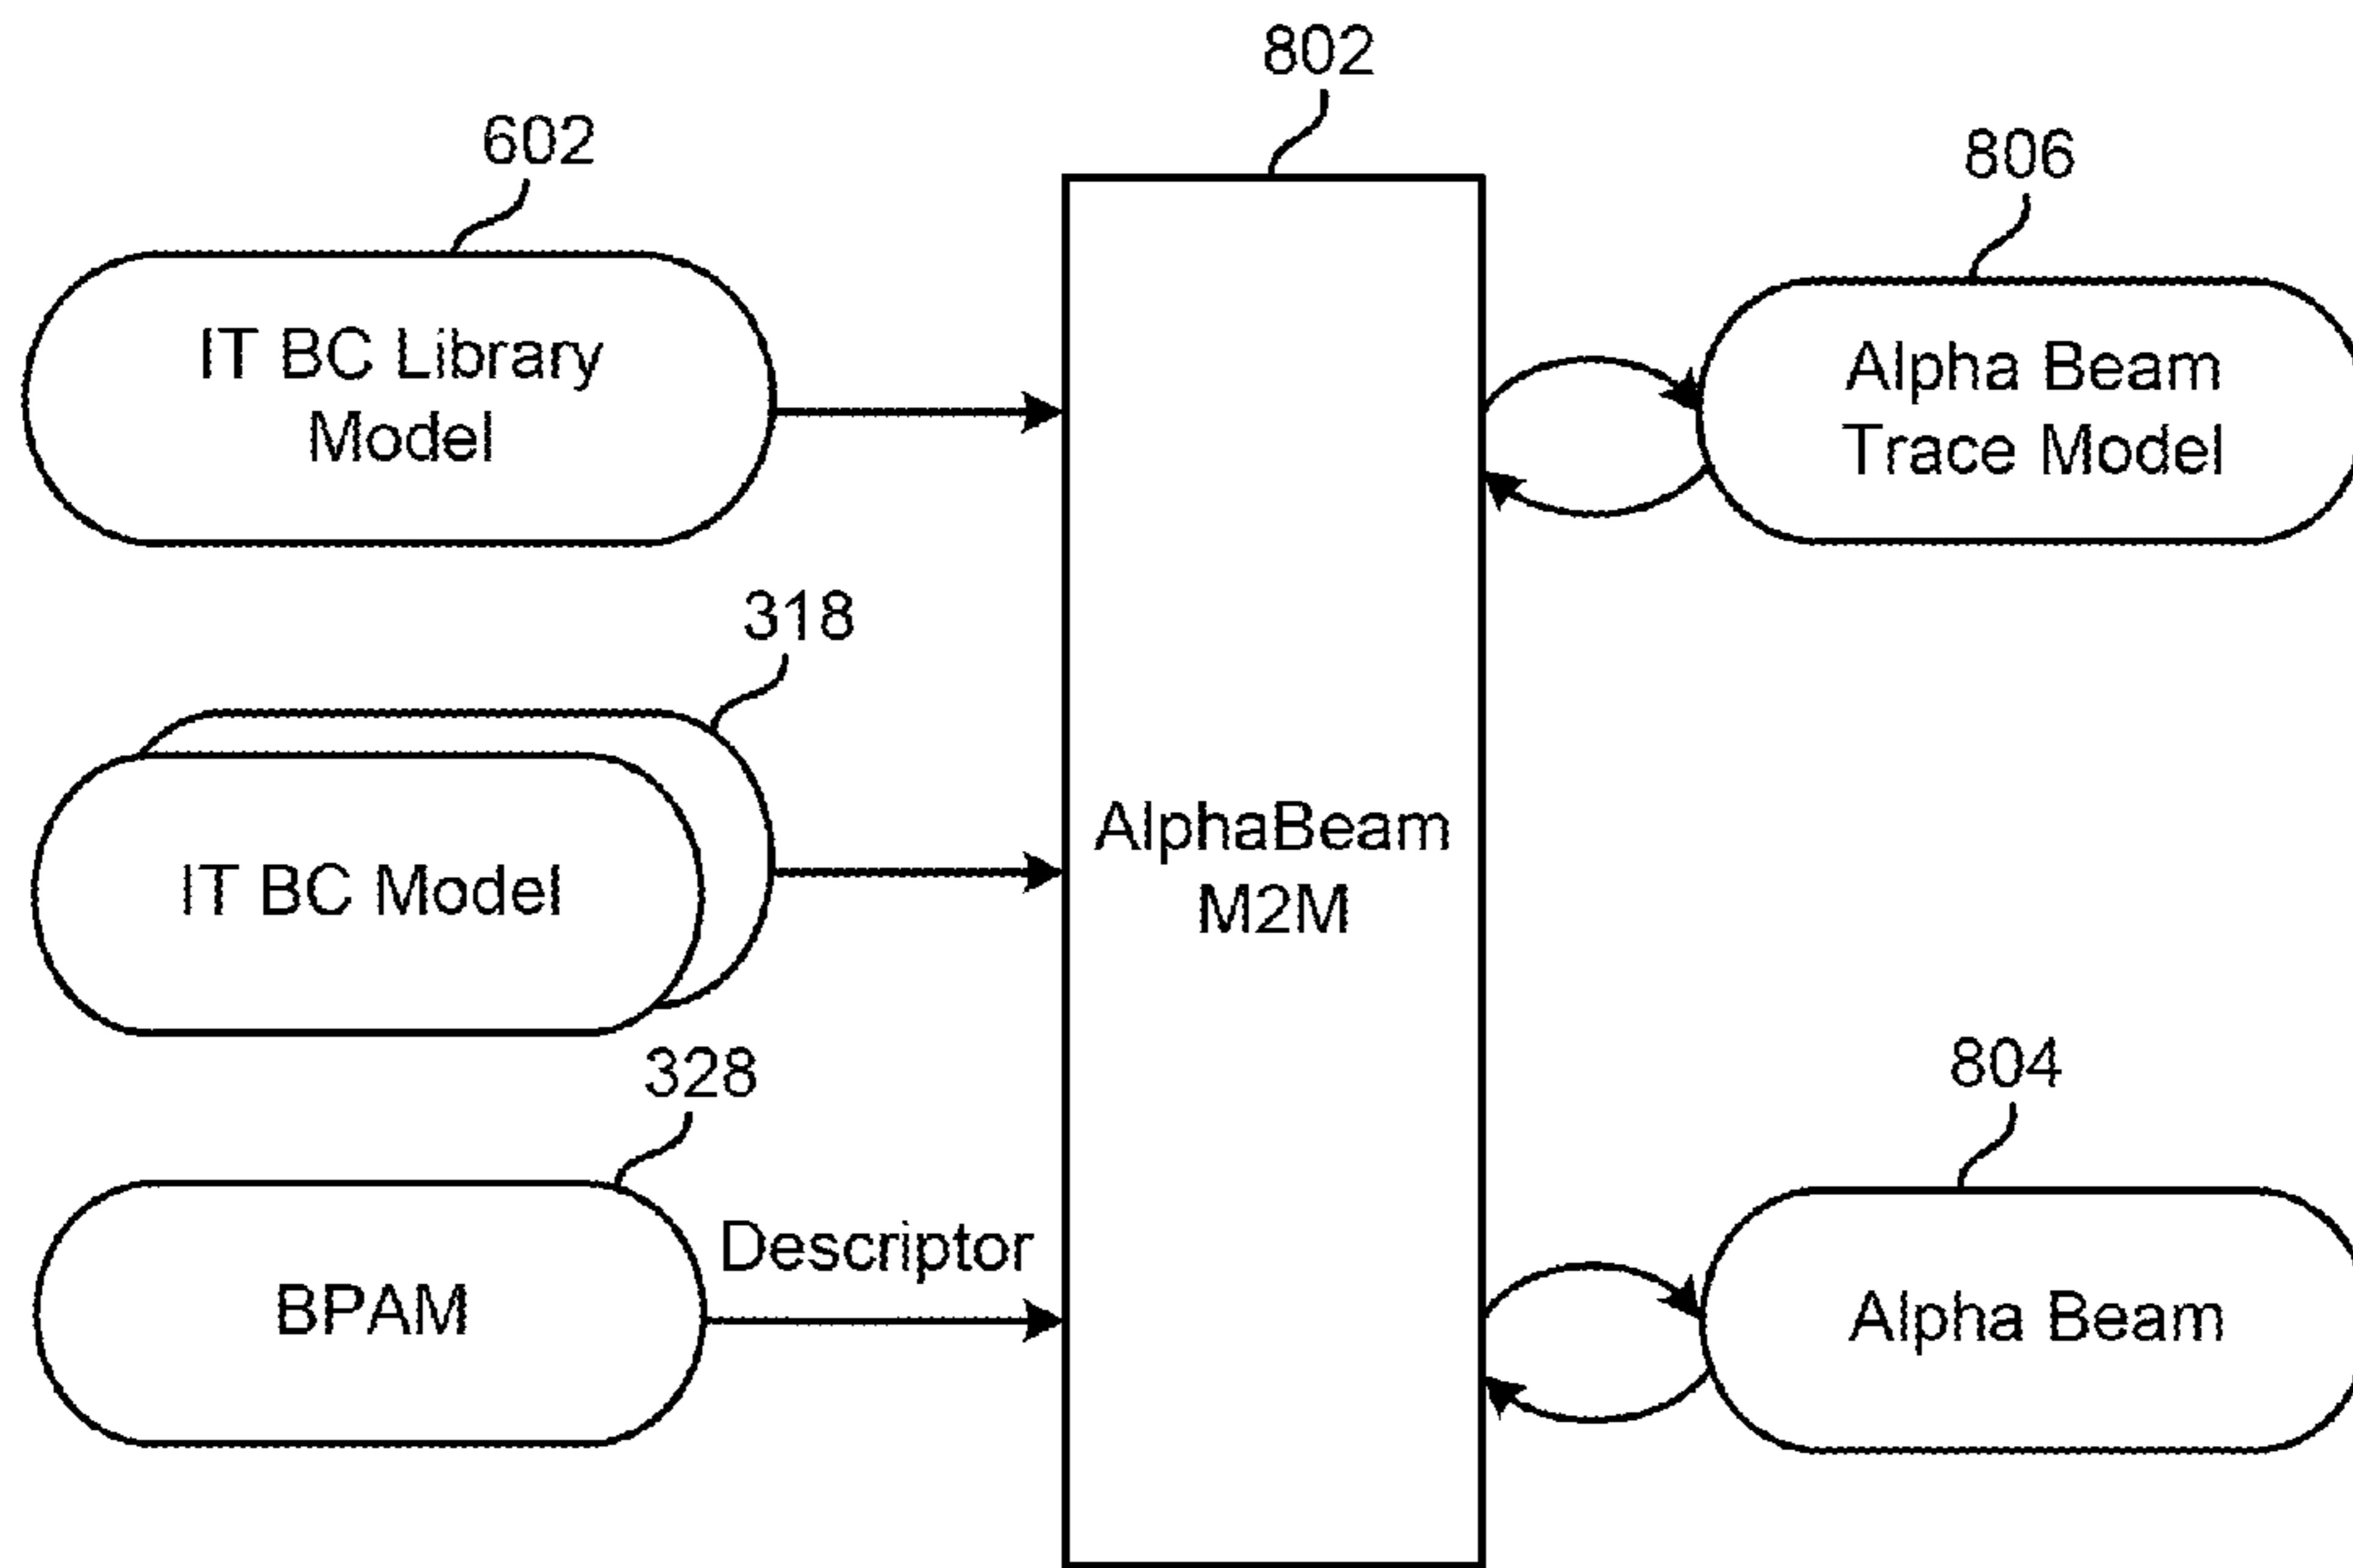 802
602
806
IT BC Library
Model
Alpha Beam
Trace Model
318
AlphaBeam
M2M
IT BC Model
328
804
Descriptor
BPAM
Alpha Beam